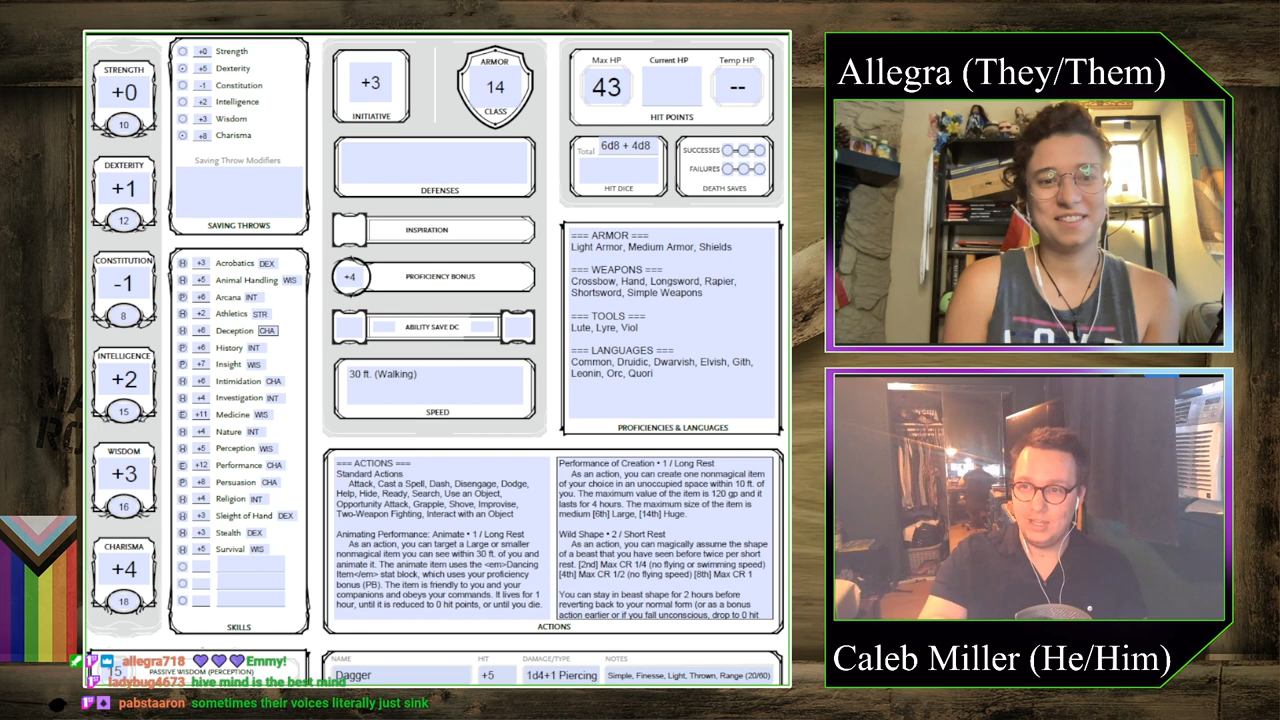 STRENGTH
+0
10
DEXTERITY
+1
12
CONSTITUTION
-1
8
INTELLIGENCE
+2
15
WISDOM
+3
16
CHARISMA
+4
18
+0 Strength
+5 Dexterity
-1 Constitution
+2 Intelligence
+3 Wisdom
+8 Charisma
Saving Throw Modifiers
SAVING THROWS
H +3 Acrobatics DEX
H +5 Animal Handling WIS
P +6 Arcana INT
H +2 Athletics STR
H +6 Deception CHA
P +6 History INT
P +7 Insight WIS
H +6 Intimidation CHA
H +4 Investigation INT
E +11 Medicine WIS
H +4 Nature INT
H +5 Perception WIS
E +12 Performance CHA
P +8 Persuasion CHA
H +4 Religion INT
H +3 Sleight of Hand DEX
H +3 Stealth DEX
H +5 Survival WIS
SKILLS
15 PASSIVE WISDOM (PERCEPTION)
+3
INITIATIVE
ARMOR
14
CLASS
DEFENSES
INSPIRATION
+4 PROFICIENCY BONUS
ABILITY SAVE DC
30 ft. (Walking)
SPEED
Max HP Current HP Temp HP
43 --
HIT POINTS
Total 6d8 + 4d8
HIT DICE
SUCCESSES
FAILURES
DEATH SAVES
=== ARMOR ===
Light Armor, Medium Armor, Shields
=== WEAPONS ===
Crossbow, Hand, Longsword, Rapier,
Shortsword, Simple Weapons
=== TOOLS ===
Lute, Lyre, Viol
=== LANGUAGES ===
Common, Druidic, Dwarvish, Elvish, Gith,
Leonin, Orc, Quori
PROFICIENCIES & LANGUAGES
=== ACTIONS ===
Standard Actions
Attack, Cast a Spell, Dash, Disengage, Dodge,
Help, Hide, Ready, Search, Use an Object,
Opportunity Attack, Grapple, Shove, Improvise,
Two-Weapon Fighting, Interact with an Object
Animating Performance: Animate • 1 / Long Rest
As an action, you can target a Large or smaller
nonmagical item you can see within 30 ft. of you and
animate it. The animate item uses the <em>Dancing
Item</em> stat block, which uses your proficiency
bonus (PB). The item is friendly to you and your
companions and obeys your commands. It lives for 1
hour, until it is reduced to 0 hit points, or until you die.
Performance of Creation • 1 / Long Rest
As an action, you can create one nonmagical item
of your choice in an unoccupied space within 10 ft. of
you. The maximum value of the item is 120 gp and it
lasts for 4 hours. The maximum size of the item is
medium [6th] Large, [14th] Huge.
Wild Shape • 2 / Short Rest
As an action, you can magically assume the shape
of a beast that you have seen before twice per short
rest. [2nd] Max CR 1/4 (no flying or swimming speed)
[4th] Max CR 1/2 (no flying speed) [8th] Max CR 1
You can stay in beast shape for 2 hours before
reverting back to your normal form (or as a bonus
action earlier or if you fall unconscious, drop to 0 hit
ACTIONS
NAME HIT DAMAGE/TYPE NOTES
Dagger +5 1d4+1 Piercing Simple, Finesse, Light, Thrown, Range (20/60)
allegra718 💜💜💜Emmy!
ladybug4673 hive mind is the best mind
pabstaaron sometimes their voices literally just sink
Allegra (They/Them)
Caleb Miller (He/Him)